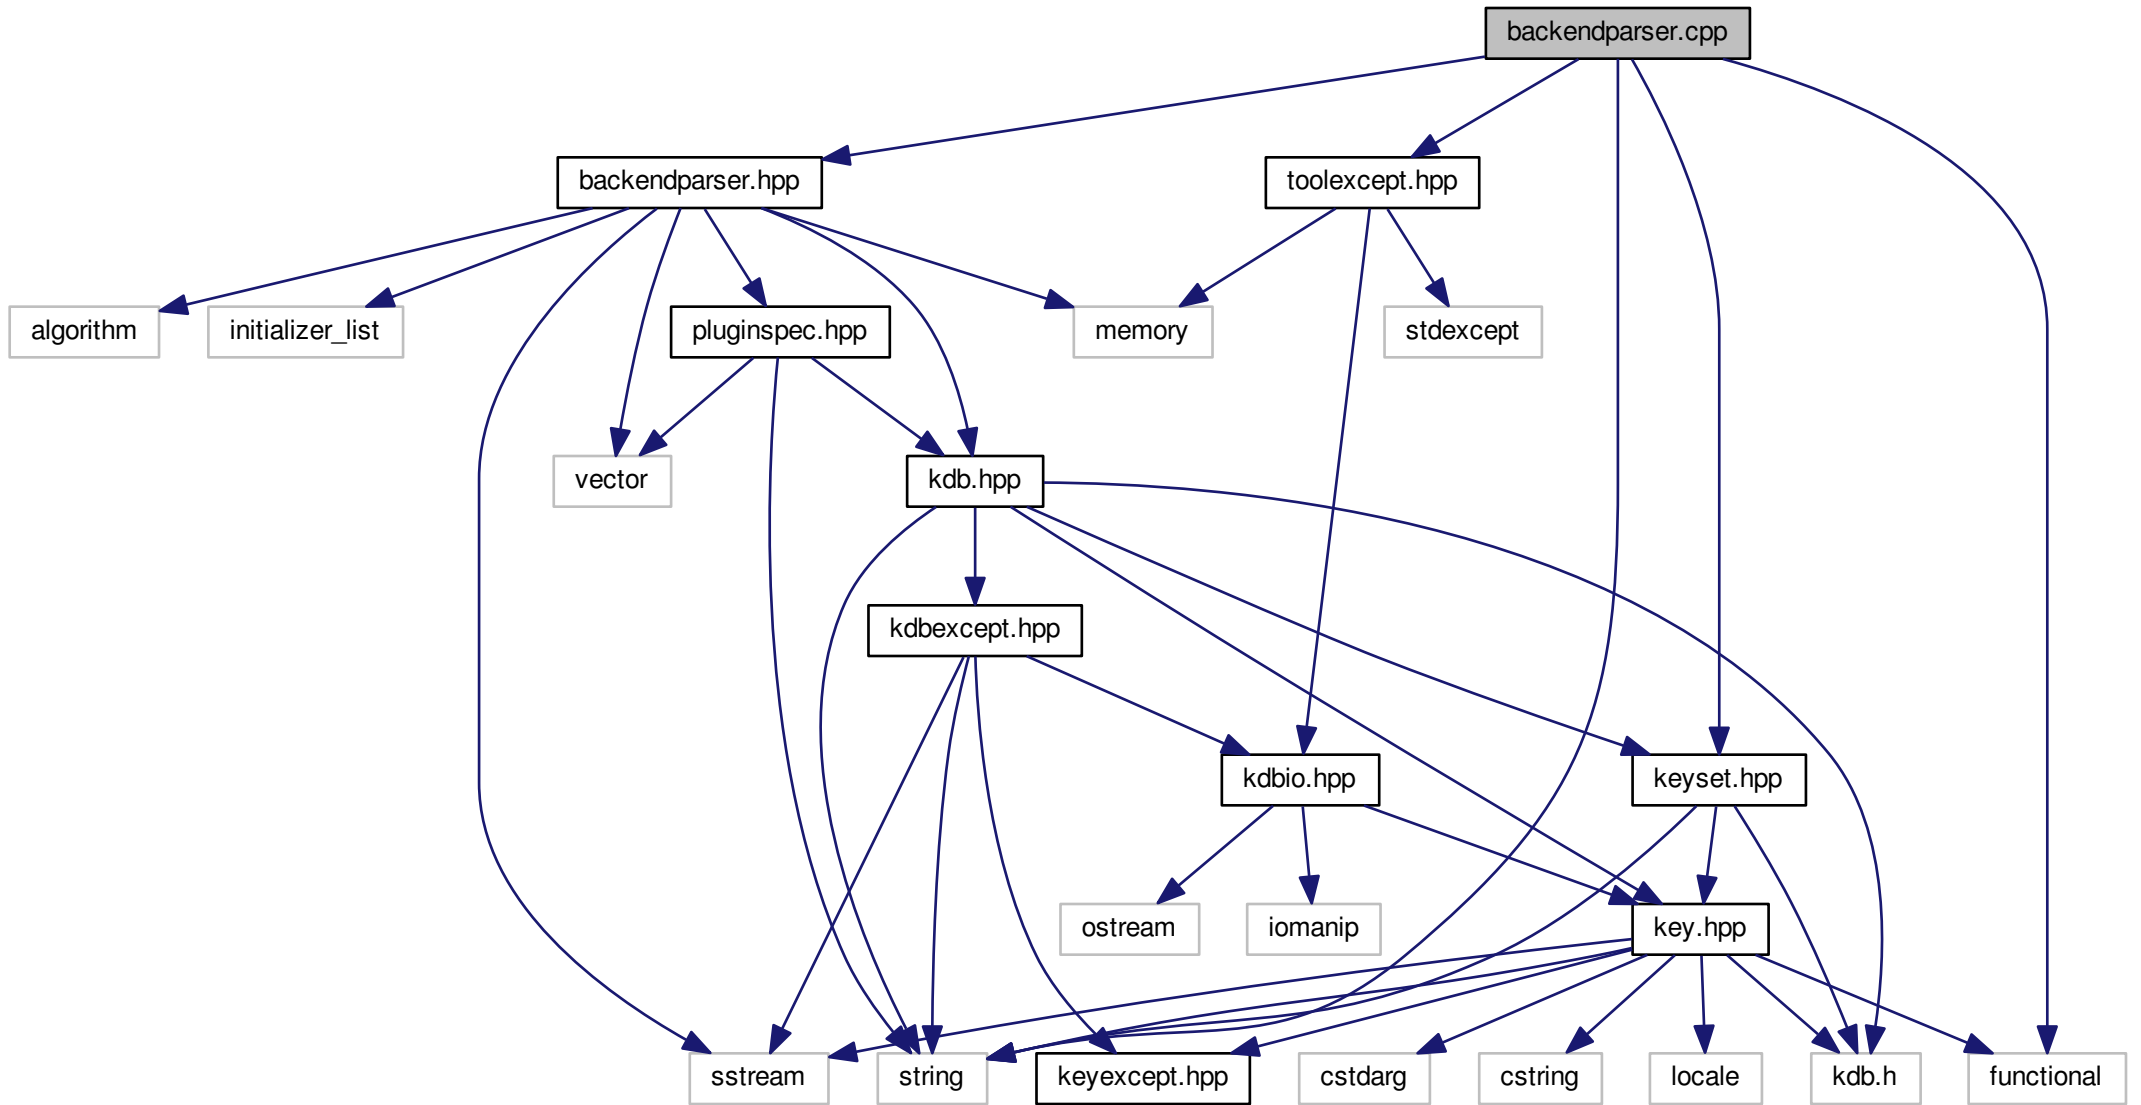 backendparser.cpp
backendparser.hpp
toolexcept.hpp
algorithm
initializer_list
pluginspec.hpp
memory
stdexcept
vector
kdb.hpp
kdbexcept.hpp
kdbio.hpp
keyset.hpp
ostream
iomanip
key.hpp
sstream
string
keyexcept.hpp
cstdarg
cstring
locale
kdb.h
functional